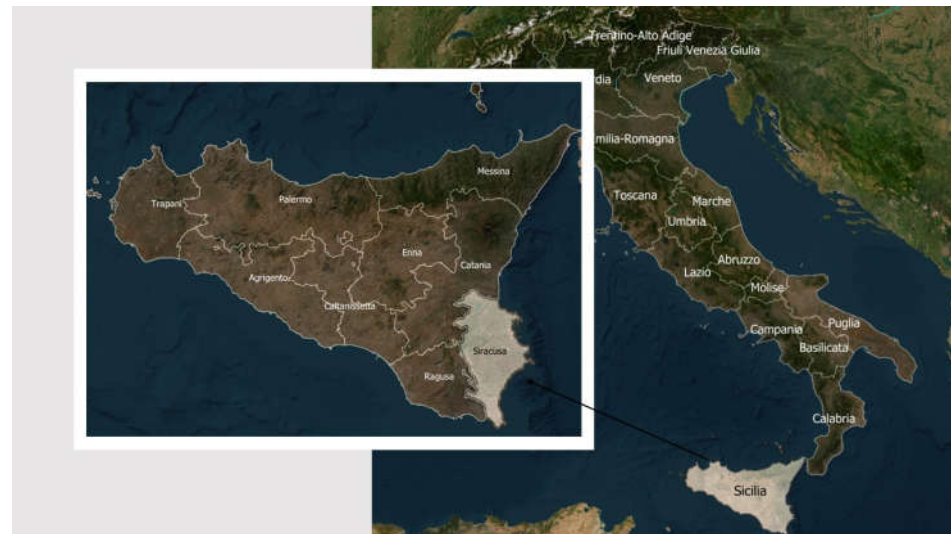 Trentino-Alto Adige
Friuli Venezia Giulia
rdia
Veneto
milia-Romagna
Toscana
Marche
Umbria
Abruzzo
Lazio
Molise
Campania
Puglia
Basilicata
Calabria
Sicilia
Messina
Trapani
Palermo
Enna
Catania
Agrigento
Caltanissetta
Siracusa
Ragusa